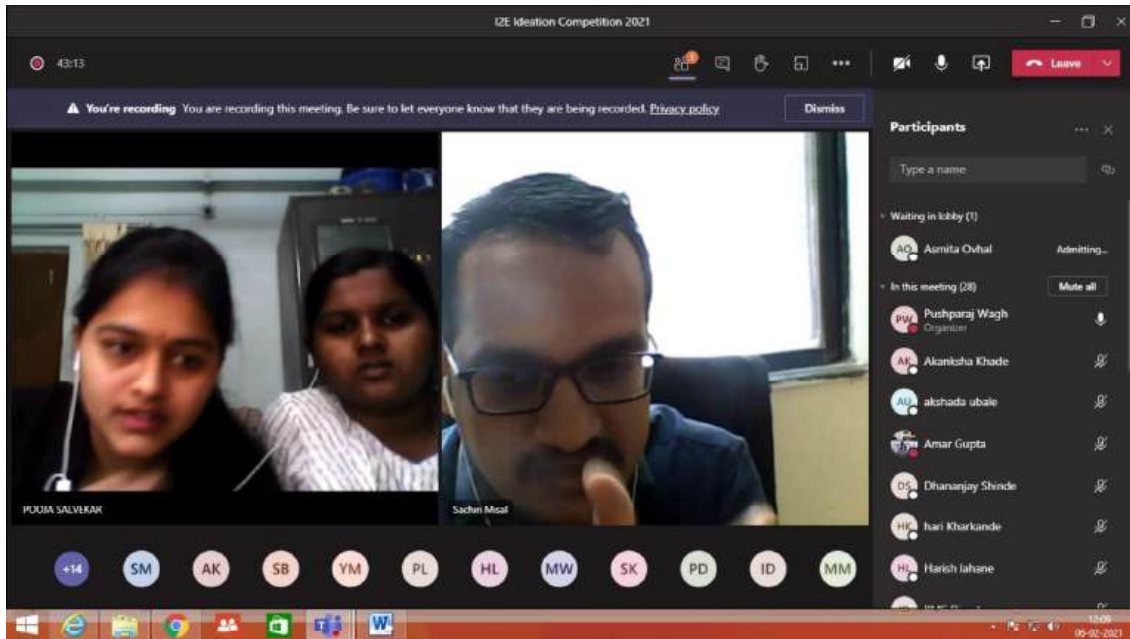 I2E Ideation Competition 2021
43:13
1
Leave
You're recording You are recording this meeting. Be sure to let everyone know that they are being recorded. Privacy policy
Dismiss
POOJA SALVEKAR
Sachin Misal
+14
SM
AK
SB
YM
PL
HL
MW
SK
PD
ID
MM
Participants
Type a name
Waiting in lobby (1)
AO Asmita Ovhal Admitting...
In this meeting (28) Mute all
PW Pushparaj Wagh
Organizer
AK Akanksha Khade
AU akshada ubale
Amar Gupta
DS Dhananjay Shinde
HK hari Kharkande
HL Harish lahane
06-02-2021